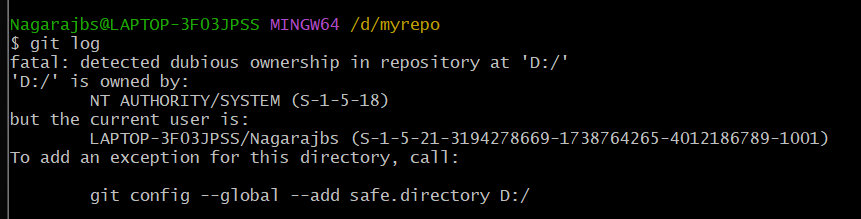 Nagarajbs@LAPTOP-3FO3JPSS MINGW64 /d/myrepo
$ git log
fatal: detected dubious ownership in repository at 'D:/'
'D:/' is owned by:
        NT AUTHORITY/SYSTEM (S-1-5-18)
but the current user is:
        LAPTOP-3FO3JPSS/Nagarajbs (S-1-5-21-3194278669-1738764265-4012186789-1001)
To add an exception for this directory, call:
        git config --global --add safe.directory D:/